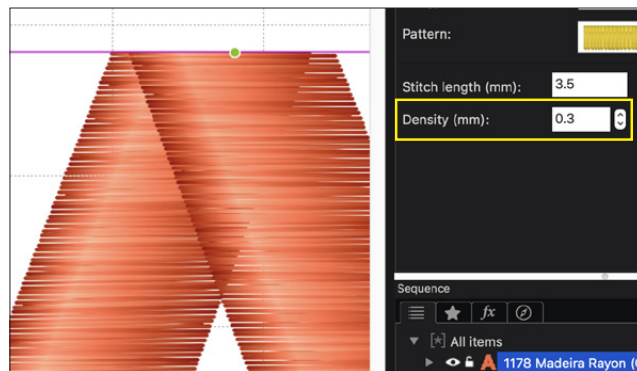 Pattern:
Stitch length (mm): 3.5
Density (mm): 0.3
Sequence
fx
All items
1178 Madeira Rayon